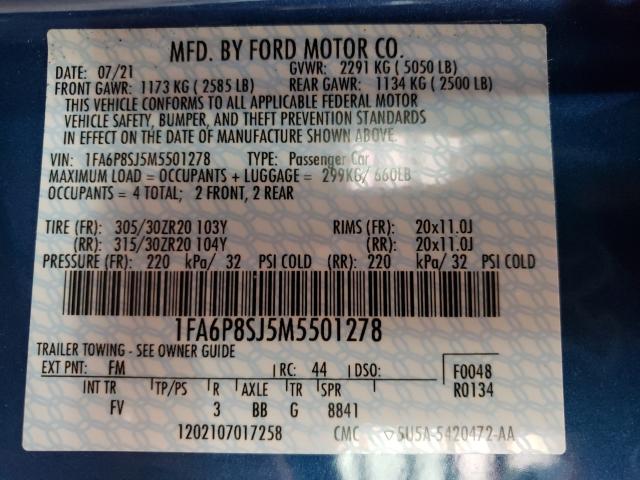 MFD. BY FORD MOTOR CO.
DATE: 07/21 GVWR: 2291 KG ( 5050 LB)
FRONT GAWR: 1173 KG ( 2585 LB) REAR GAWR: 1134 KG ( 2500 LB)
THIS VEHICLE CONFORMS TO ALL APPLICABLE FEDERAL MOTOR
VEHICLE SAFETY, BUMPER, AND THEFT PREVENTION STANDARDS
IN EFFECT ON THE DATE OF MANUFACTURE SHOWN ABOVE.
VIN: 1FA6P8SJ5M5501278 TYPE: Passenger Car
MAXIMUM LOAD = OCCUPANTS + LUGGAGE = 299KG/ 660LB
OCCUPANTS = 4 TOTAL; 2 FRONT, 2 REAR
TIRE (FR): 305/30ZR20 103Y RIMS (FR): 20x11.0J
(RR): 315/30ZR20 104Y (RR): 20x11.0J
PRESSURE (FR): 220 kPa/ 32 PSI COLD (RR): 220 kPa/ 32 PSI COLD
1FA6P8SJ5M5501278
TRAILER TOWING - SEE OWNER GUIDE
EXT PNT: FM RC: 44 DSO: F0048
INT TR TP/PS R AXLE TR SPR R0134
FV 3 BB G 8841
1202107017258 CMC ▽5U5A-5420472-AA